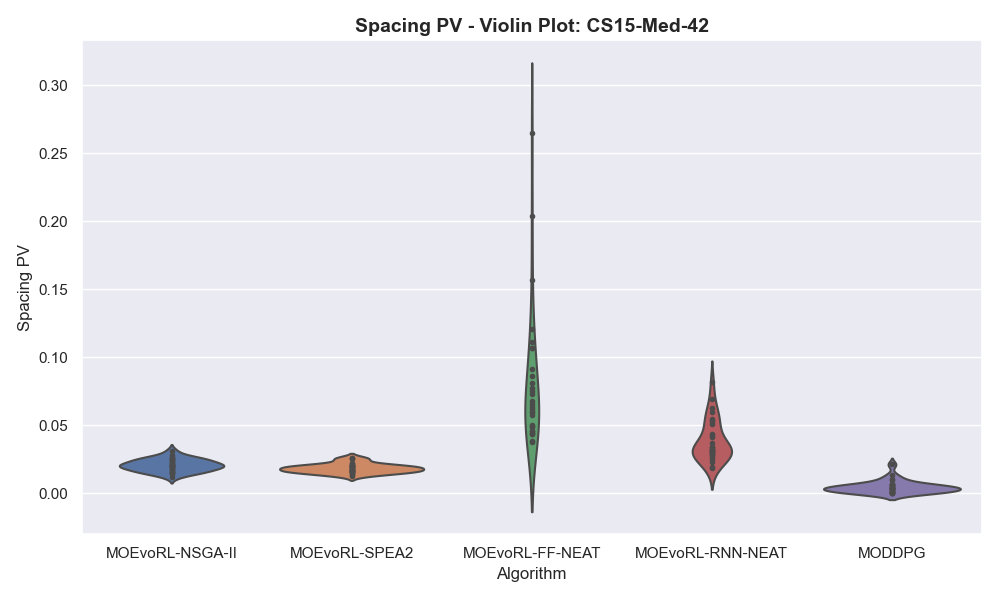 Spacing PV - Violin Plot: CS15-Med-42
Spacing PV
0.30
0.25
0.20
0.15
0.10
0.05
0.00
MOEvoRL-NSGA-II
MOEvoRL-SPEA2
MOEvoRL-FF-NEAT
MOEvoRL-RNN-NEAT
MODDPG
Algorithm